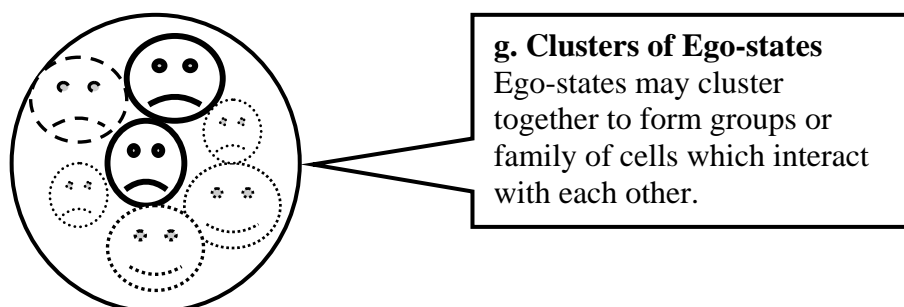 g. Clusters of Ego-states
Ego-states may cluster
together to form groups or
family of cells which interact
with each other.